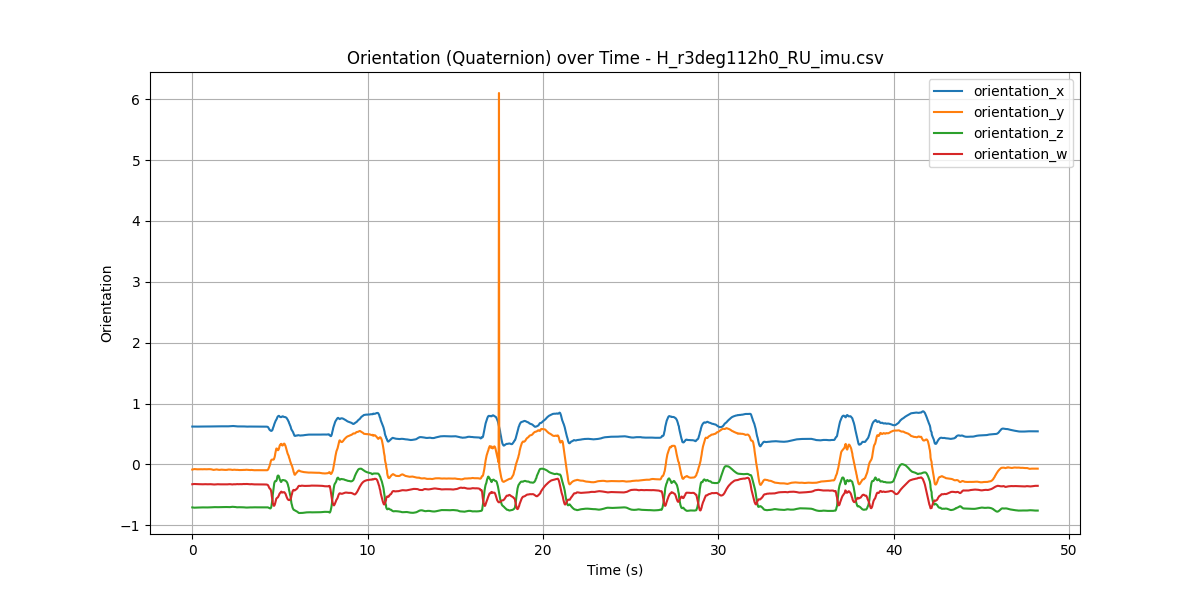 Orientation (Quaternion) over Time - H_r3deg112h0_RU_imu.csv
orientation_x
orientation_y
orientation_z
orientation_w
Orientation
6
5
4
3
2
1
0
−1
0 10 20 30 40 50
Time (s)